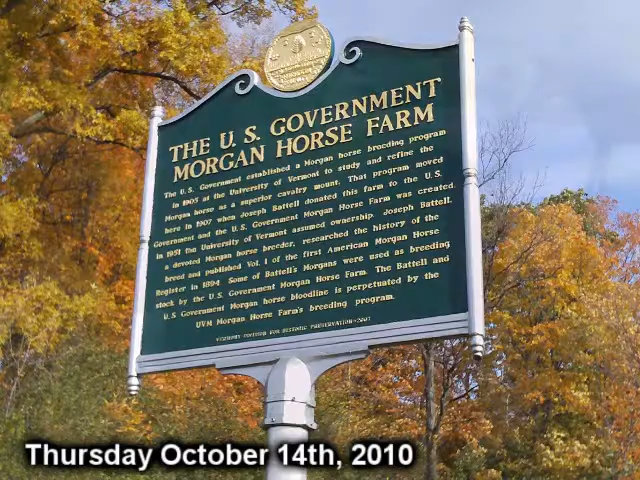 THE U. S. GOVERNMENT
MORGAN HORSE FARM
The U. S. Government established a Morgan horse breeding program
in 1905 at the University of Vermont to study and refine the
Morgan horse as a superior cavalry mount. That program moved
here in 1907 when Joseph Battell donated this farm to the U. S.
Government and the U. S. Government Morgan Horse Farm was created.
In 1951 the University of Vermont assumed ownership. Joseph Battell,
a devoted Morgan horse breeder, researched the history of the
breed and published Vol. 1 of the first American Morgan Horse
Register in 1894. Some of Battell's Morgans were used as breeding
stock by the U. S. Government Morgan Horse Farm. The Battell and
U. S. Government Morgan horse bloodline is perpetuated by the
UVM Morgan Horse Farm's breeding program.
VERMONT DIVISION FOR HISTORIC PRESERVATION-2007
Thursday October 14th, 2010